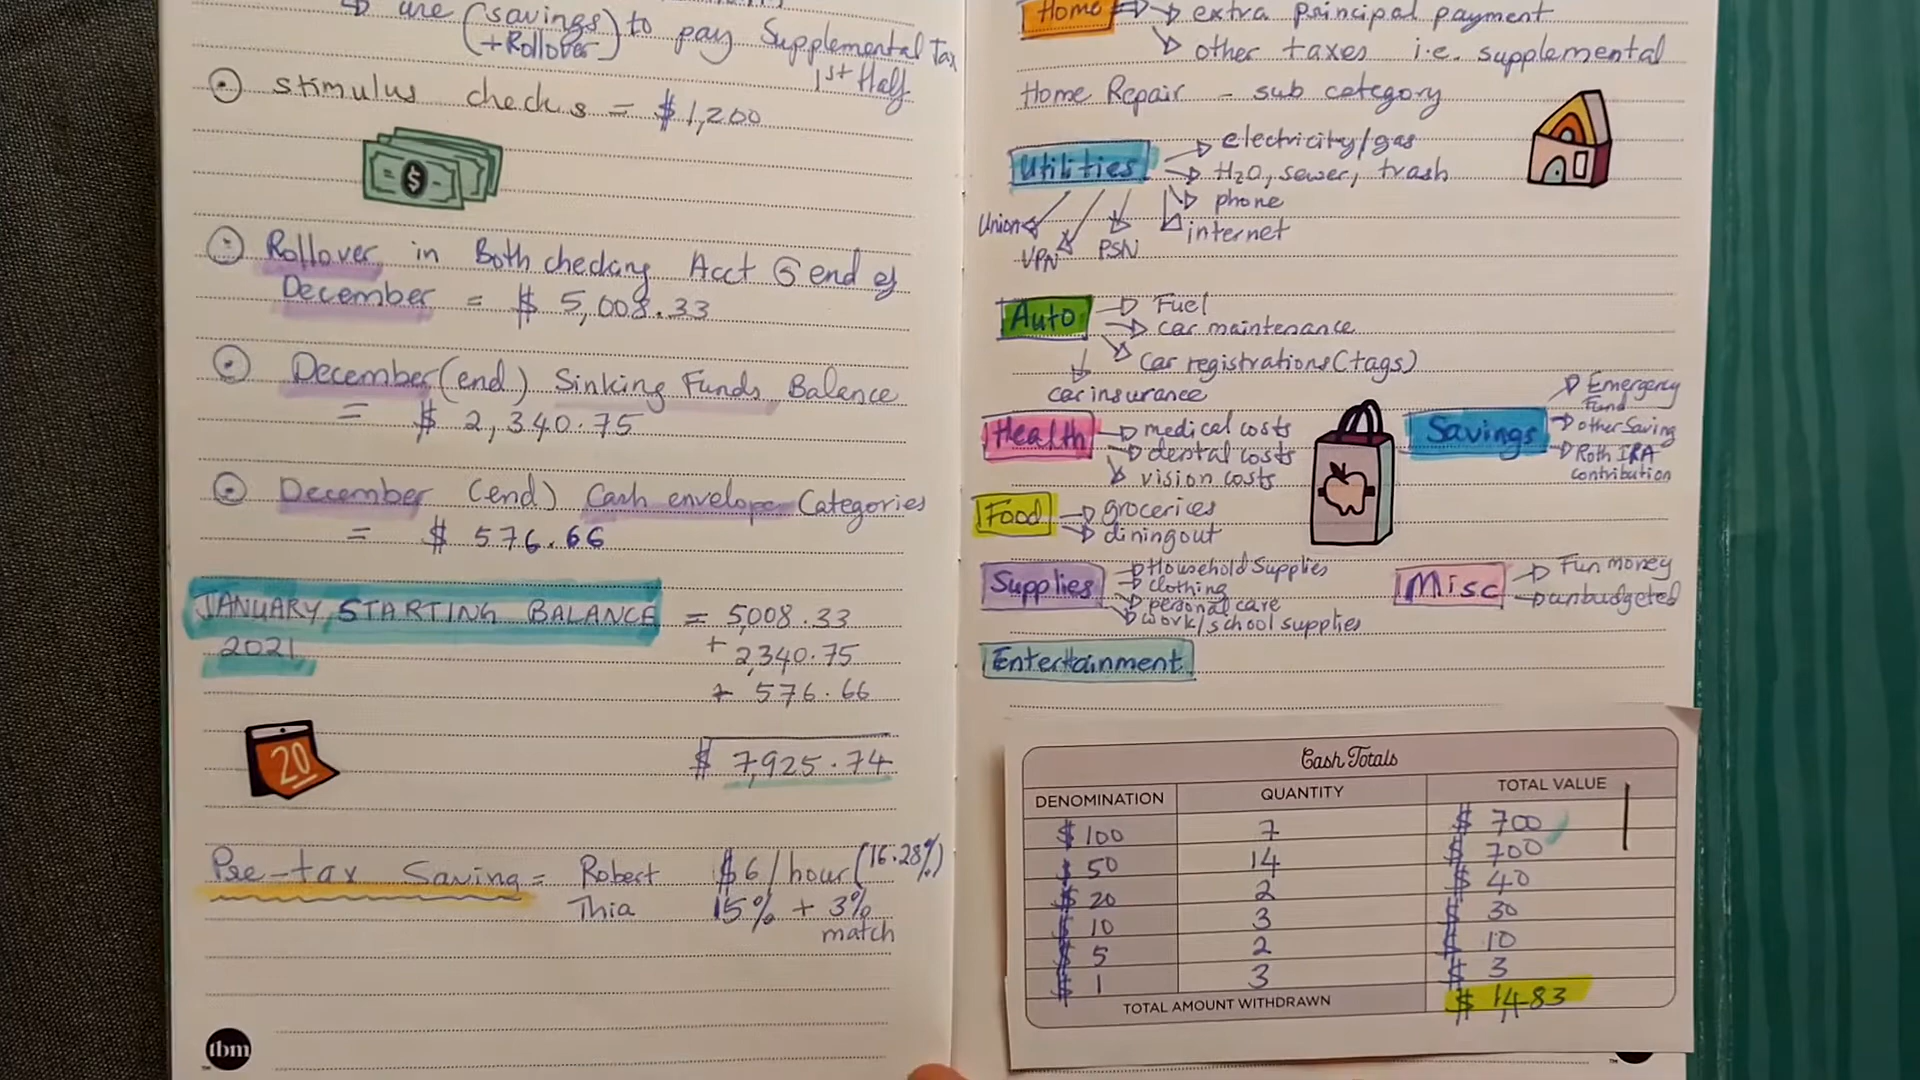 are (savings + Rollover) to pay Supplemental Tax
1st Half
stimulus checks = $1,200
Rollover in Both checking Acct @ end of
December = $ 5,008.33
December (end) Sinking Funds Balance
= $ 2,340.75
December (end) Cash envelope Categories
= $ 576.66
JANUARY STARTING BALANCE = 5,008.33
2021 + 2,340.75
+ 576.66
$ 7,925.74
20
Pre-tax Saving = Robert $6/hour (16.28%)
Thia 15% + 3%
match
tbm
Home → extra principal payment
→ other taxes i.e. supplemental
Home Repair - sub category
Utilities → electricity/gas
→ H2O, sewer, trash
→ phone
→ internet
Union
VPN
PSN
Auto → Fuel
→ car maintenance
→ Car registrations (tags)
car insurance
Health → medical costs
→ dental costs
→ vision costs
Savings → Emergency Fund
→ other Saving
→ Roth IRA contribution
Food → groceries
→ dining out
Supplies → Household Supplies
→ clothing
→ personal care
→ work/school supplies
Misc → Fun money
→ unbudgeted
Entertainment
Cash Totals
DENOMINATION QUANTITY TOTAL VALUE
$ 100 7 $ 700
$ 50 14 $ 700
$ 20 2 $ 40
$ 10 3 $ 30
$ 5 2 $ 10
$ 1 3 $ 3
TOTAL AMOUNT WITHDRAWN $ 1483